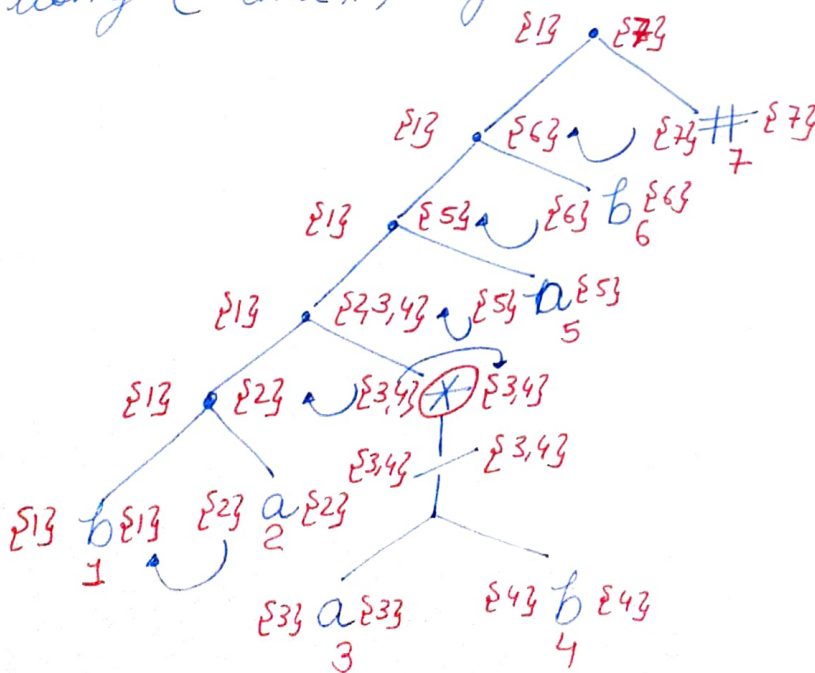 using
{1} {7}
{1} {6} {7} # {7}
7
{1} {5} {6} b {6}
6
{1} {2,3,4} {5} a {5}
5
{1} {2} {3,4} * {3,4}
{3,4} {3,4}
{1} b {1} {2} a {2}
1 2
{3} a {3} {4} b {4}
3 4